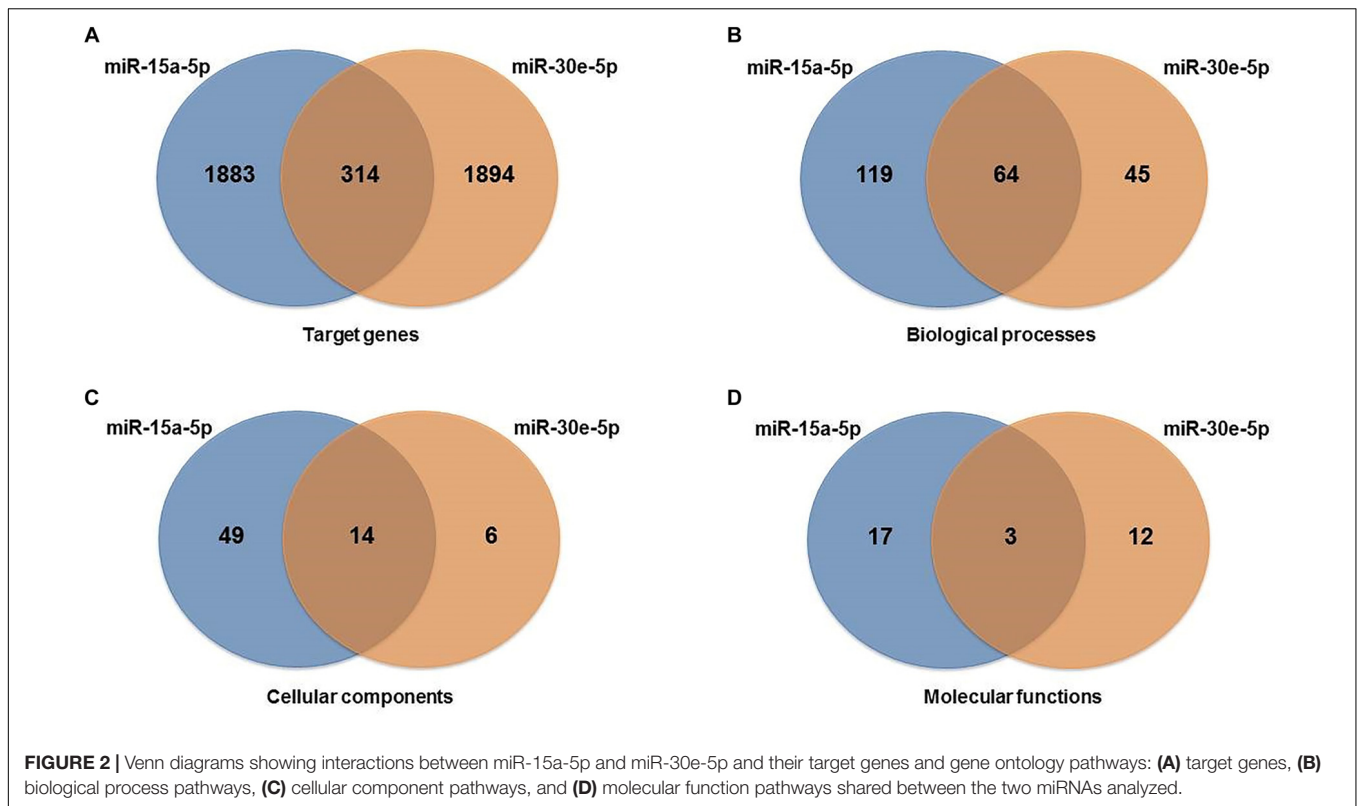 A
miR-15a-5p
miR-30e-5p
1883
314
1894
Target genes
B
miR-15a-5p
miR-30e-5p
119
64
45
Biological processes
C
miR-15a-5p
miR-30e-5p
49
14
6
Cellular components
D
miR-15a-5p
miR-30e-5p
17
3
12
Molecular functions
FIGURE 2 | Venn diagrams showing interactions between miR-15a-5p and miR-30e-5p and their target genes and gene ontology pathways: (A) target genes, (B)
biological process pathways, (C) cellular component pathways, and (D) molecular function pathways shared between the two miRNAs analyzed.